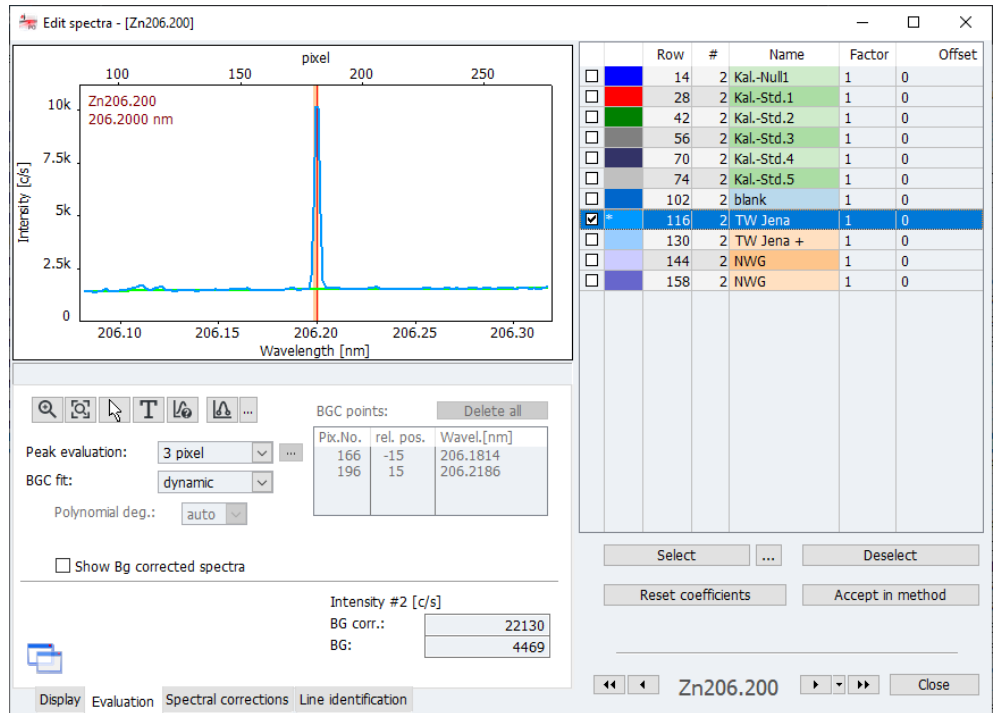 Edit spectra - [Zn206.200]
pixel
100 150 200 250
Zn206.200
206.2000 nm
10k
7.5k
5k
2.5k
0
Intensity [c/s]
206.10 206.15 206.20 206.25 206.30
Wavelength [nm]
Row # Name Factor Offset
14 2 Kal.-Null1 1 0
28 2 Kal.-Std.1 1 0
42 2 Kal.-Std.2 1 0
56 2 Kal.-Std.3 1 0
70 2 Kal.-Std.4 1 0
74 2 Kal.-Std.5 1 0
102 2 blank 1 0
* 116 2 TW Jena 1 0
130 2 TW Jena + 1 0
144 2 NWG 1 0
158 2 NWG 1 0
T
...
BGC points: Delete all
Peak evaluation: 3 pixel ...
BGC fit: dynamic
Polynomial deg.: auto
Pix.No. rel. pos. Wavel.[nm]
166 -15 206.1814
196 15 206.2186
Show Bg corrected spectra
Intensity #2 [c/s]
BG corr.: 22130
BG: 4469
Display Evaluation Spectral corrections Line identification
Select ... Deselect
Reset coefficients Accept in method
Zn206.200 Close